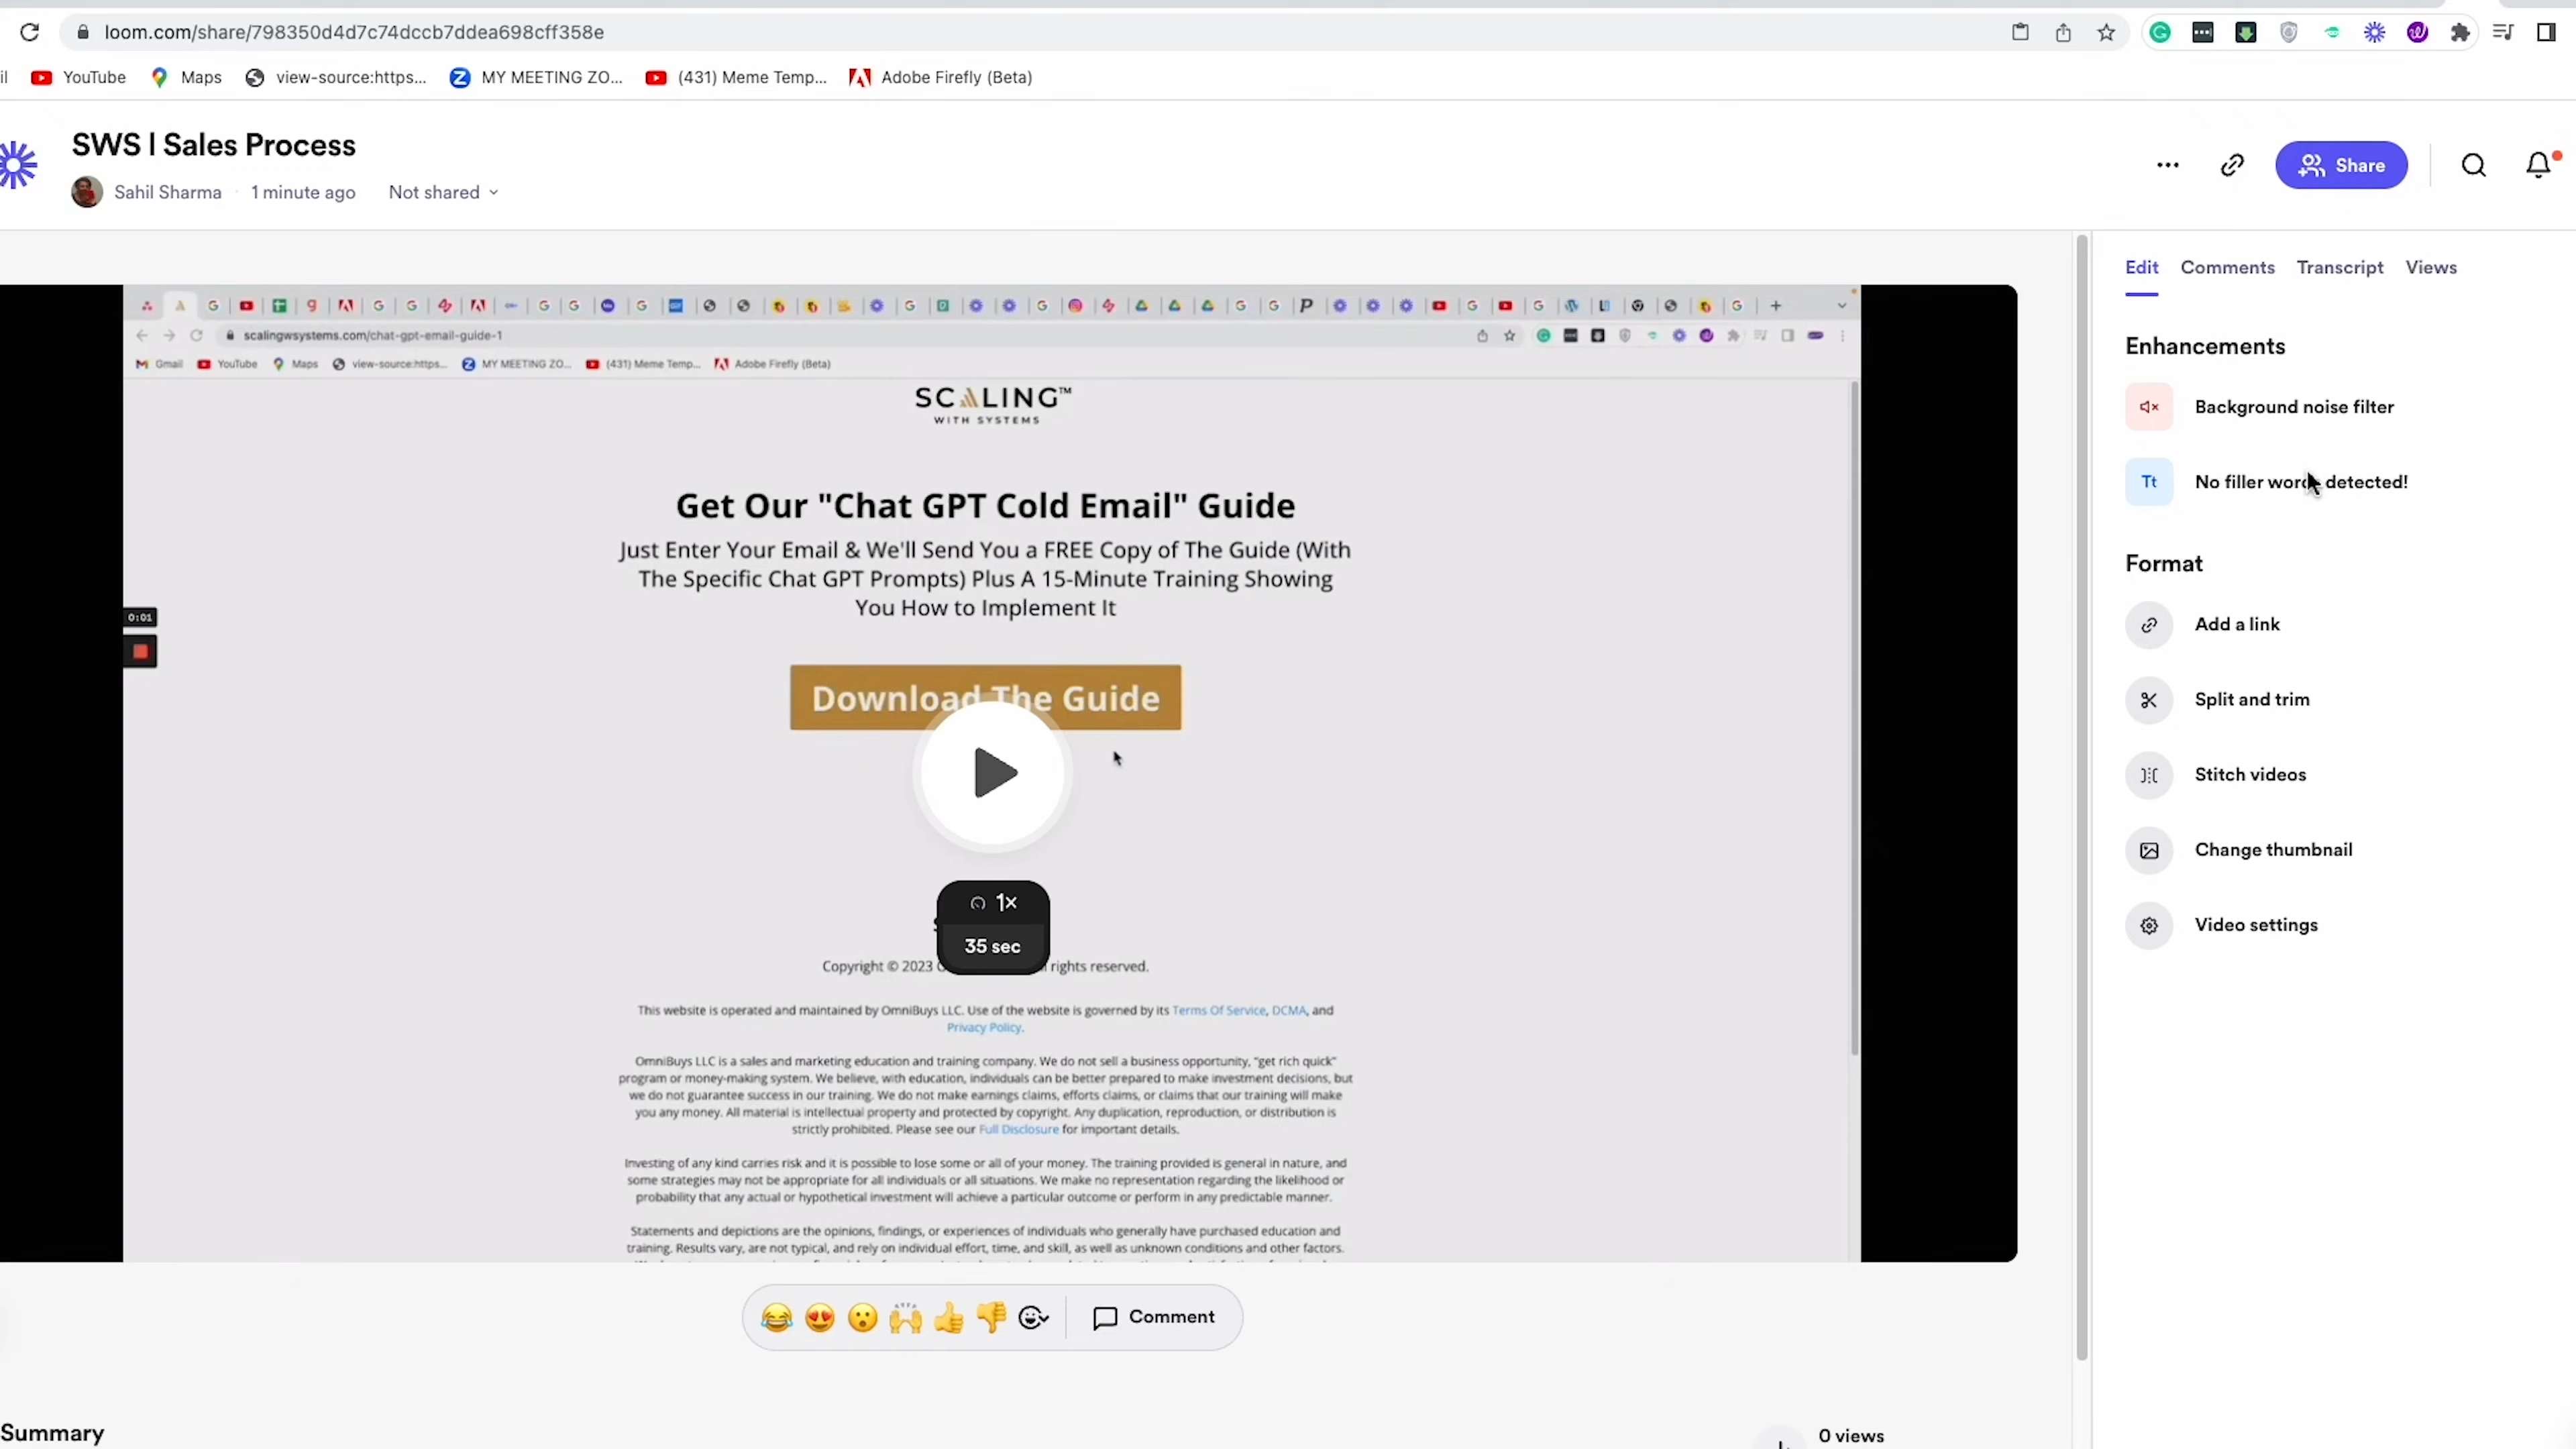 loom.com/share/798350d4d7c74dccb7ddea698cff358e
il YouTube Maps view-source:https... MY MEETING ZO... (431) Meme Temp... Adobe Firefly (Beta)
SWS | Sales Process
Sahil Sharma · 1 minute ago Not shared
Share
Edit Comments Transcript Views
Enhancements
Background noise filter
Tt No filler words detected!
Format
Add a link
Split and trim
Stitch videos
Change thumbnail
Video settings
scalingwsystems.com/chat-gpt-email-guide-1
Gmail YouTube Maps view-source:https... MY MEETING ZO... (431) Meme Temp... Adobe Firefly (Beta)
SCALING™
WITH SYSTEMS
Get Our "Chat GPT Cold Email" Guide
Just Enter Your Email & We'll Send You a FREE Copy of The Guide (With
The Specific Chat GPT Prompts) Plus A 15-Minute Training Showing
You How to Implement It
0:01
Download The Guide
1×
35 sec
Copyright © 2023 rights reserved.
This website is operated and maintained by OmniBuys LLC. Use of the website is governed by its Terms Of Service, DCMA, and
Privacy Policy.
OmniBuys LLC is a sales and marketing education and training company. We do not sell a business opportunity, "get rich quick"
program or money-making system. We believe, with education, individuals can be better prepared to make investment decisions, but
we do not guarantee success in our training. We do not make earnings claims, efforts claims, or claims that our training will make
you any money. All material is intellectual property and protected by copyright. Any duplication, reproduction, or distribution is
strictly prohibited. Please see our Full Disclosure for important details.
Investing of any kind carries risk and it is possible to lose some or all of your money. The training provided is general in nature, and
some strategies may not be appropriate for all individuals or all situations. We make no representation regarding the likelihood or
probability that any actual or hypothetical investment will achieve a particular outcome or perform in any predictable manner.
Statements and depictions are the opinions, findings, or experiences of individuals who generally have purchased education and
training. Results vary, are not typical, and rely on individual effort, time, and skill, as well as unknown conditions and other factors.
Comment
Summary
0 views